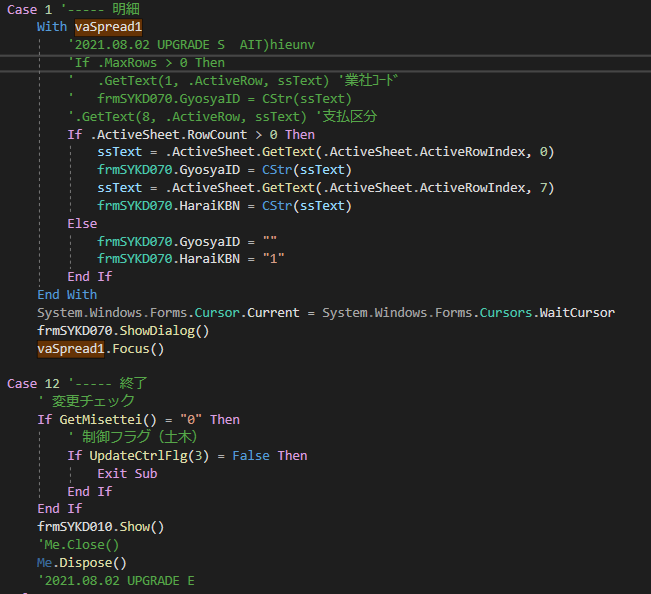 Case 1 '----- 明細
With vaSpread1
'2021.08.02 UPGRADE S  AIT)hieunv
'If .MaxRows > 0 Then
'   .GetText(1, .ActiveRow, ssText) '業社ｺｰﾄﾞ
'   frmSYKD070.GyosyaID = CStr(ssText)
'.GetText(8, .ActiveRow, ssText) '支払区分
If .ActiveSheet.RowCount > 0 Then
ssText = .ActiveSheet.GetText(.ActiveSheet.ActiveRowIndex, 0)
frmSYKD070.GyosyaID = CStr(ssText)
ssText = .ActiveSheet.GetText(.ActiveSheet.ActiveRowIndex, 7)
frmSYKD070.HaraiKBN = CStr(ssText)
Else
frmSYKD070.GyosyaID = ""
frmSYKD070.HaraiKBN = "1"
End If
End With
System.Windows.Forms.Cursor.Current = System.Windows.Forms.Cursors.WaitCursor
frmSYKD070.ShowDialog()
vaSpread1.Focus()
Case 12 '----- 終了
' 変更チェック
If GetMisettei() = "0" Then
' 制御フラグ（土木）
If UpdateCtrlFlg(3) = False Then
Exit Sub
End If
End If
frmSYKD010.Show()
'Me.Close()
Me.Dispose()
'2021.08.02 UPGRADE E